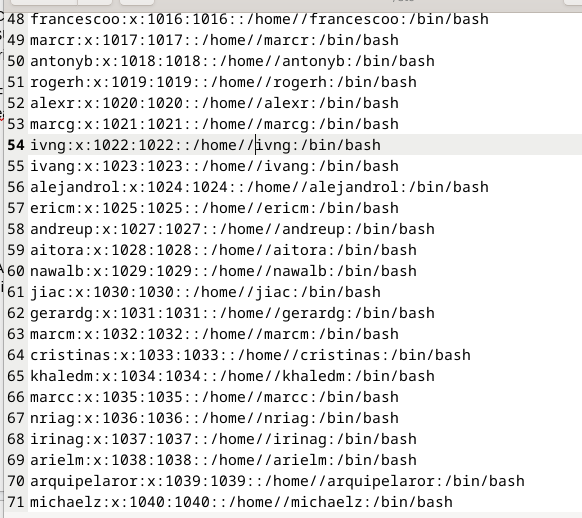 48 francescoo:x:1016:1016::/home//francescoo:/bin/bash
49 marcr:x:1017:1017::/home//marcr:/bin/bash
50 antonyb:x:1018:1018::/home//antonyb:/bin/bash
51 rogerh:x:1019:1019::/home//rogerh:/bin/bash
52 alexr:x:1020:1020::/home//alexr:/bin/bash
53 marcg:x:1021:1021::/home//marcg:/bin/bash
54 ivng:x:1022:1022::/home//ivng:/bin/bash
55 ivang:x:1023:1023::/home//ivang:/bin/bash
56 alejandrol:x:1024:1024::/home//alejandrol:/bin/bash
57 ericm:x:1025:1025::/home//ericm:/bin/bash
58 andreup:x:1027:1027::/home//andreup:/bin/bash
59 aitora:x:1028:1028::/home//aitora:/bin/bash
60 nawalb:x:1029:1029::/home//nawalb:/bin/bash
61 jiac:x:1030:1030::/home//jiac:/bin/bash
62 gerardg:x:1031:1031::/home//gerardg:/bin/bash
63 marcm:x:1032:1032::/home//marcm:/bin/bash
64 cristinas:x:1033:1033::/home//cristinas:/bin/bash
65 khaledm:x:1034:1034::/home//khaledm:/bin/bash
66 marcc:x:1035:1035::/home//marcc:/bin/bash
67 nriag:x:1036:1036::/home//nriag:/bin/bash
68 irinag:x:1037:1037::/home//irinag:/bin/bash
69 arielm:x:1038:1038::/home//arielm:/bin/bash
70 arquipelaror:x:1039:1039::/home//arquipelaror:/bin/bash
71 michaelz:x:1040:1040::/home//michaelz:/bin/bash